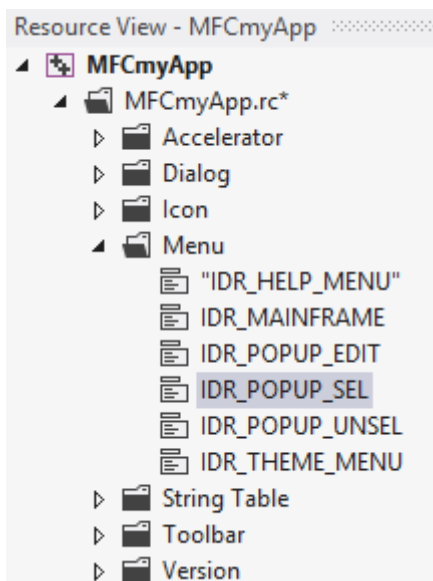 Resource View - MFCmyApp
MFCmyApp
MFCmyApp.rc*
Accelerator
Dialog
Icon
Menu
"IDR_HELP_MENU"
IDR_MAINFRAME
IDR_POPUP_EDIT
IDR_POPUP_SEL
IDR_POPUP_UNSEL
IDR_THEME_MENU
String Table
Toolbar
Version